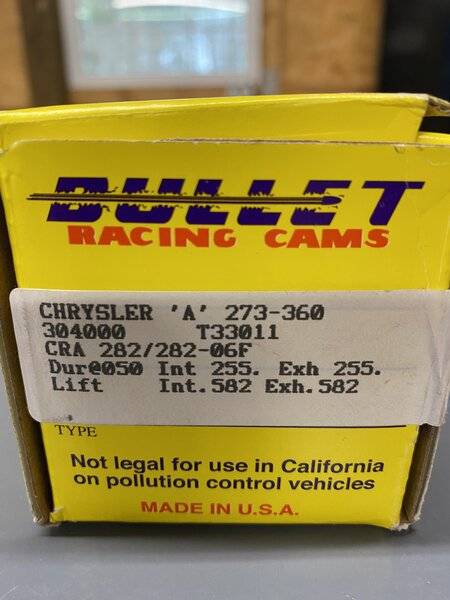 BULLET
RACING CAMS
CHRYSLER 'A' 273-360
304000 T33011
CRA 282/282-06F
Dur@050 Int 255. Exh 255.
Lift Int.582 Exh.582
TYPE
Not legal for use in California
on pollution control vehicles
MADE IN U.S.A.